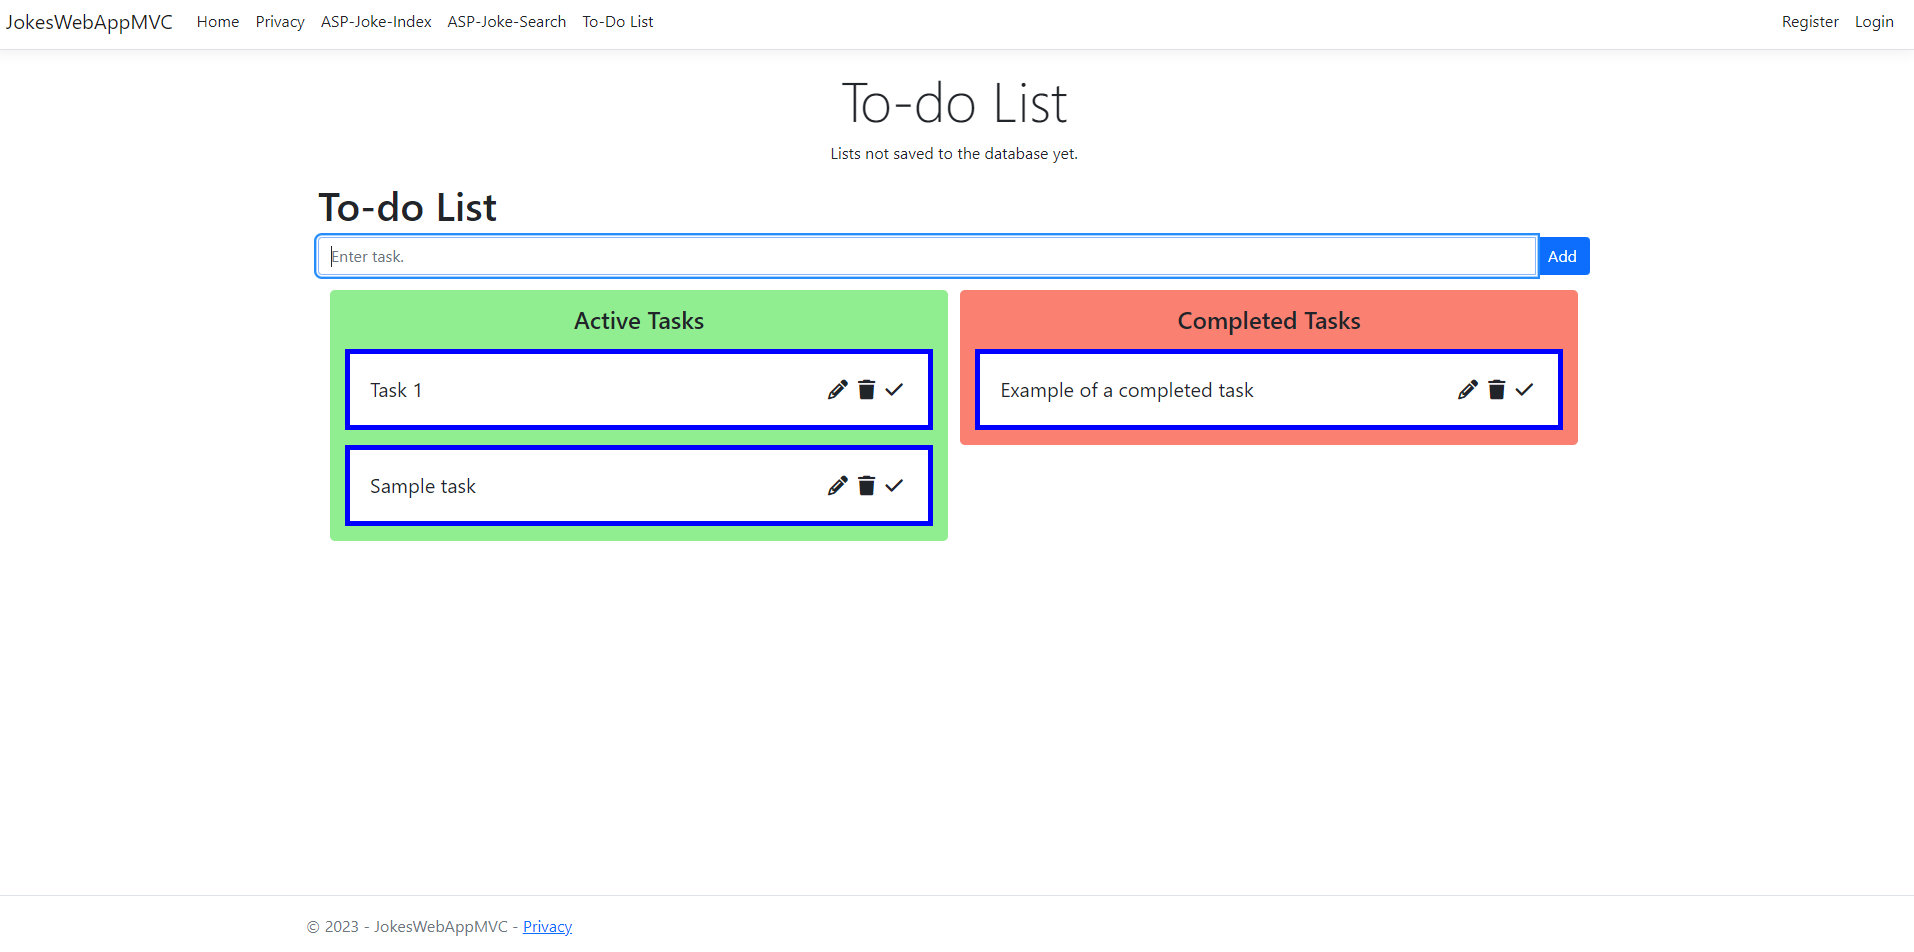 JokesWebAppMVC Home Privacy ASP-Joke-Index ASP-Joke-Search To-Do List Register Login
To-do List
Lists not saved to the database yet.
To-do List
Enter task. Add
Active Tasks
Task 1
Sample task
Completed Tasks
Example of a completed task
© 2023 - JokesWebAppMVC - Privacy